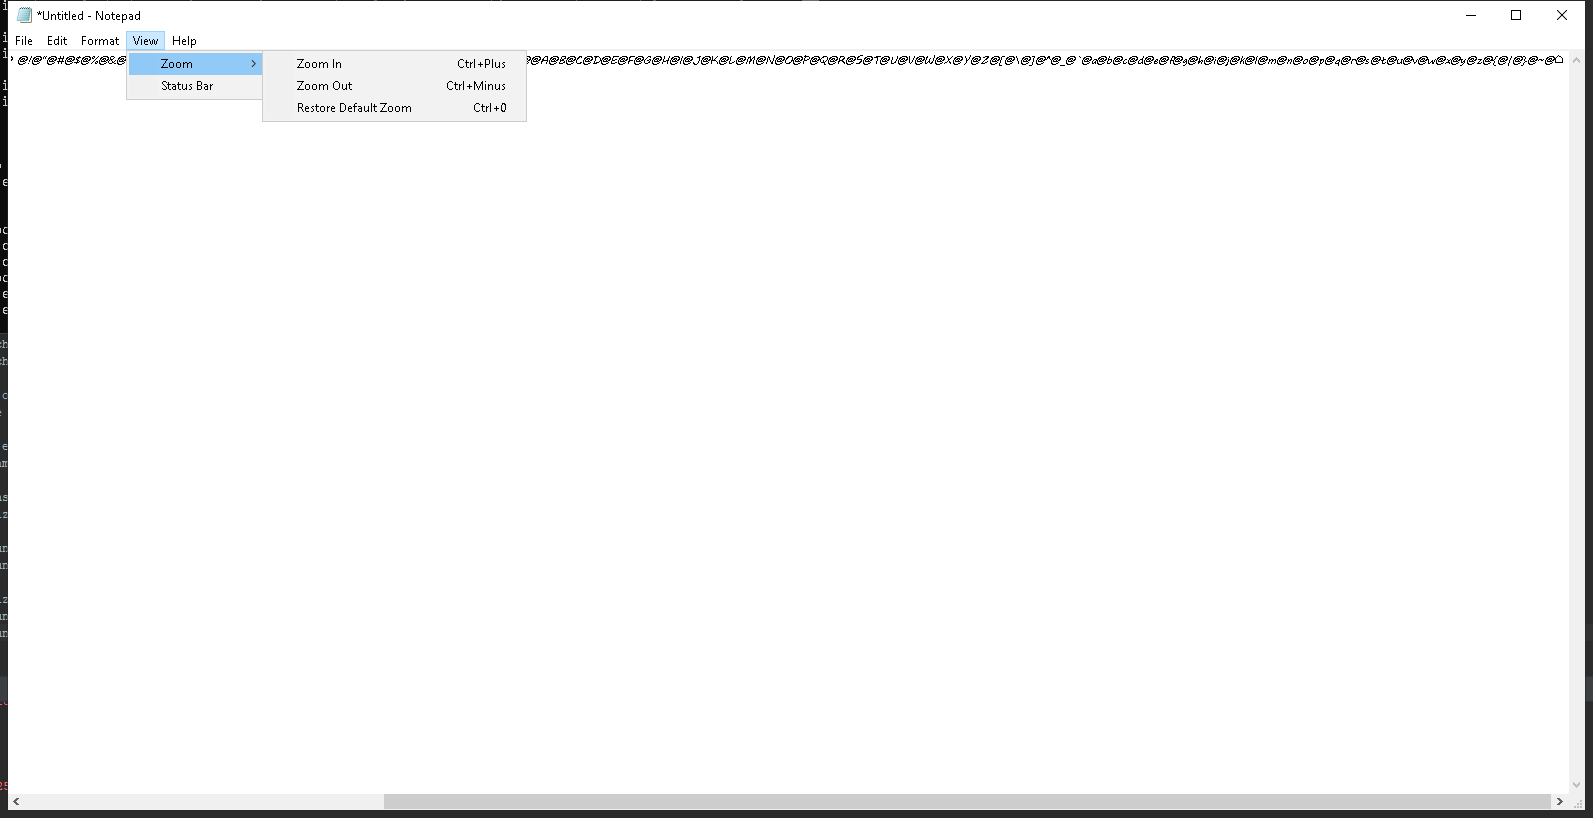 *Untitled - Notepad
File Edit Format View Help
@!@"@#@$@%@&@ @A@B@C@D@E@F@G@H@I@J@K@L@M@N@O@P@Q@R@S@T@U@V@W@X@Y@Z@[@\@]@^@_@`@a@b@c@d@e@f@g@h@i@j@k@l@m@n@o@p@q@r@s@t@u@v@w@x@y@z@{@|@}@~@
Zoom
Status Bar
Zoom In Ctrl+Plus
Zoom Out Ctrl+Minus
Restore Default Zoom Ctrl+0